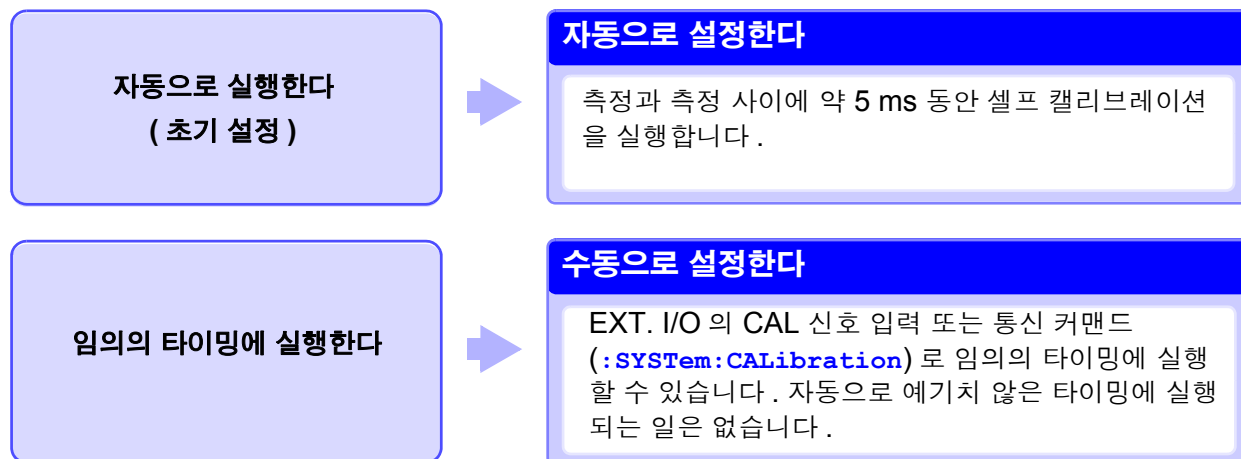 자동으로 실행한다
( 초기 설정 )
자동으로 설정한다
측정과 측정 사이에 약 5 ms 동안 셀프 캘리브레이션
을 실행합니다 .
임의의 타이밍에 실행한다
수동으로 설정한다
EXT. I/O 의 CAL 신호 입력 또는 통신 커맨드
(:SYSTem:CALibration) 로 임의의 타이밍에 실행
할 수 있습니다 . 자동으로 예기치 않은 타이밍에 실행
되는 일은 없습니다 .